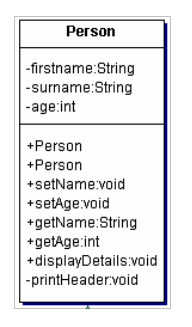 Person
-firstname:String
-surname:String
-age:int
+Person
+Person
+setName:void
+setAge:void
+getName:String
+getAge:int
+displayDetails:void
-printHeader:void